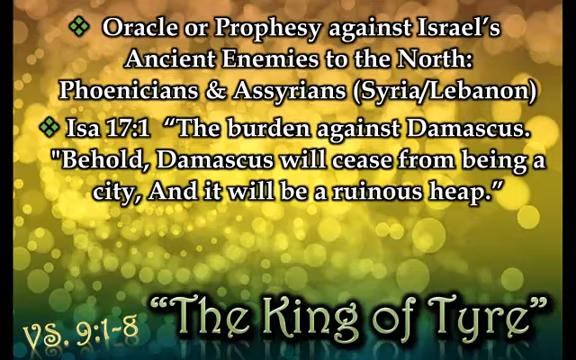 ❖ Oracle or Prophesy against Israel’s
Ancient Enemies to the North:
Phoenicians & Assyrians (Syria/Lebanon)
❖ Isa 17:1 “The burden against Damascus.
"Behold, Damascus will cease from being a
city, And it will be a ruinous heap.”
vs. 9:1-8 “The King of Tyre”